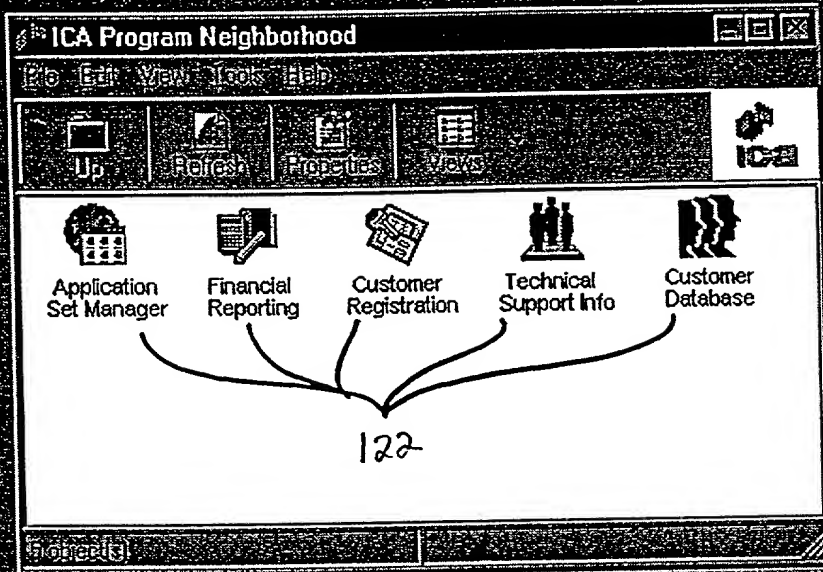 ICA Program Neighborhood
File Edit View Tools Help
Up Refresh Properties Views
ICA
Application Set Manager
Financial Reporting
Customer Registration
Technical Support Info
Customer Database
122